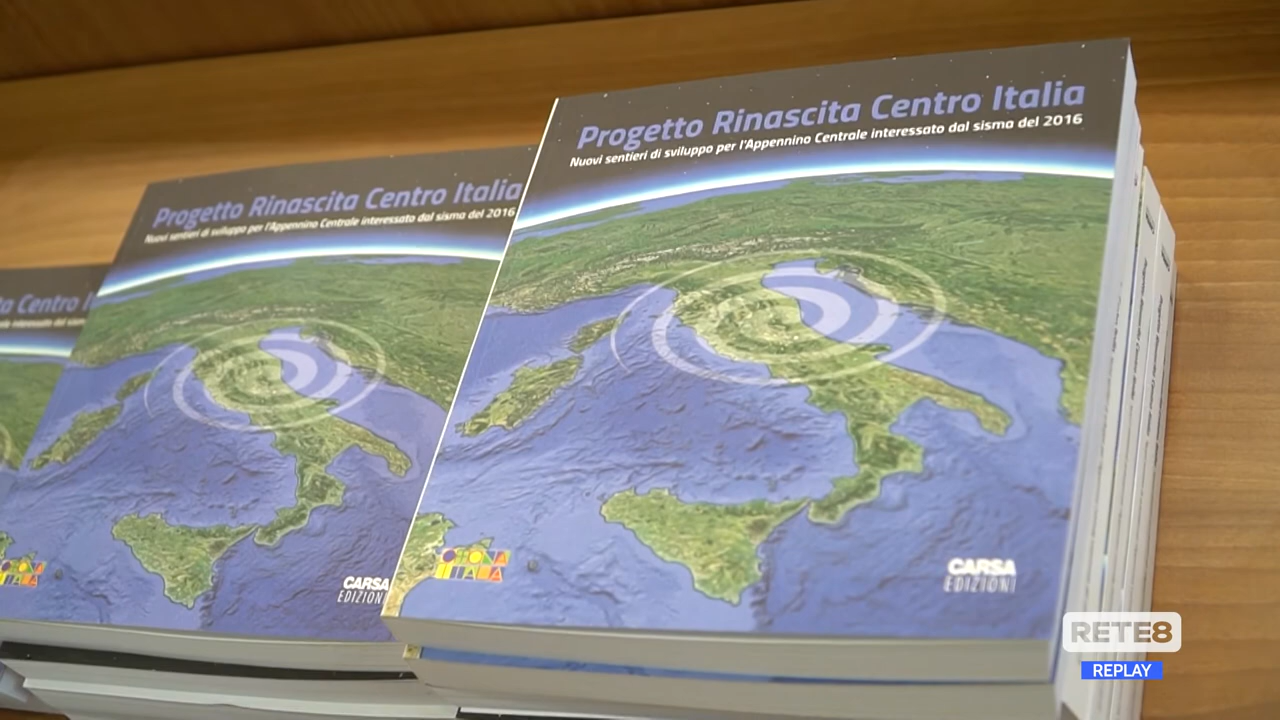 Progetto Rinascita Centro Italia
Nuovi sentieri di sviluppo per l'Appennino Centrale interessato dal sisma del 2016
CARSA
EDIZIONI
Progetto Rinascita Centro Italia
Nuovi sentieri di sviluppo per l'Appennino Centrale interessato dal sisma del 2016
CARSA
EDIZIONI
Centro
RETE8
REPLAY